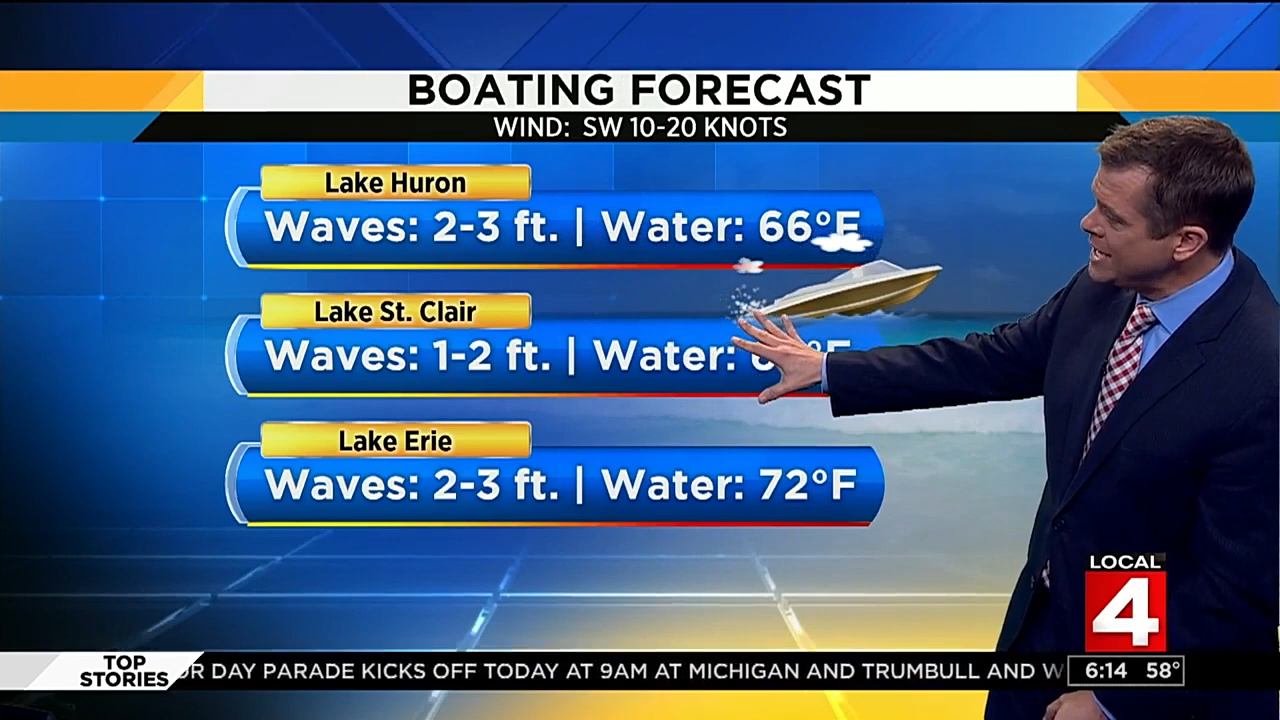 BOATING FORECAST
WIND: SW 10-20 KNOTS
Lake Huron
Waves: 2-3 ft. | Water: 66°F
Lake St. Clair
Waves: 1-2 ft. | Water:
Lake Erie
Waves: 2-3 ft. | Water: 72°F
LOCAL
4
TOP
STORIES
DAY PARADE KICKS OFF TODAY AT 9AM AT MICHIGAN AND TRUMBULL AND
6:14 58°